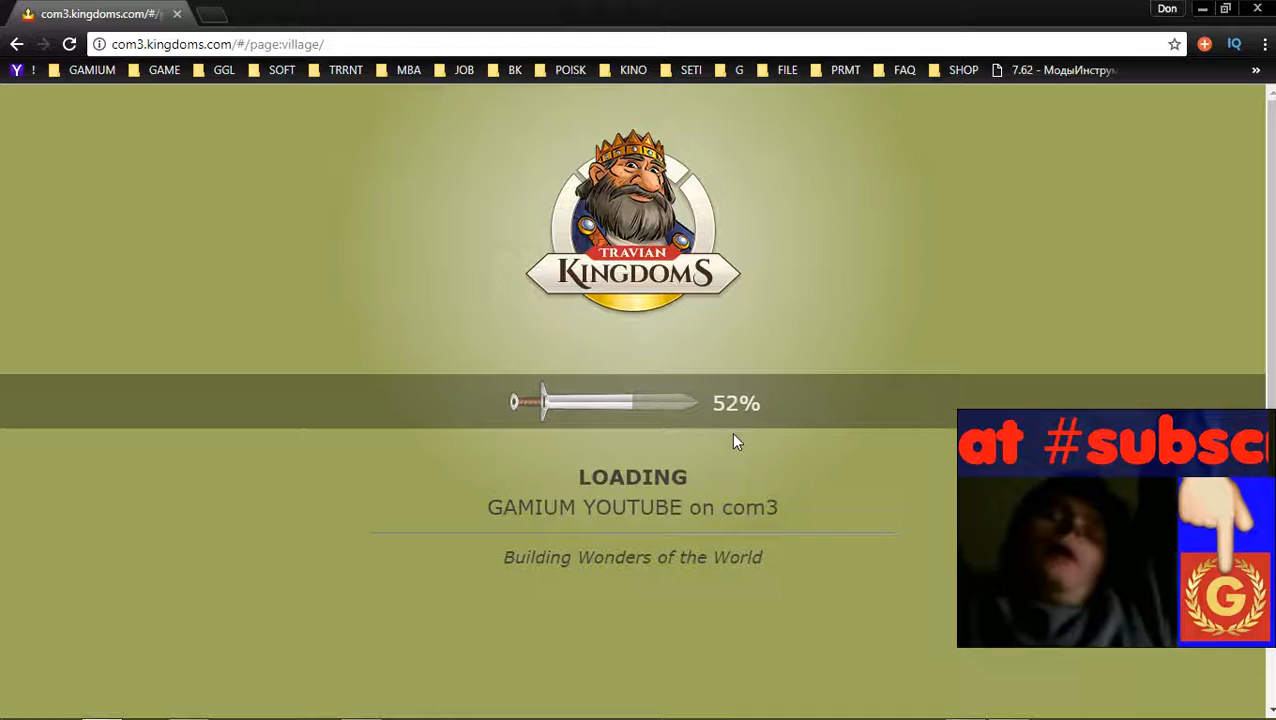 com3.kingdoms.com/#/p
Don
com3.kingdoms.com/#/page:village/
! GAMIUM GAME GGL SOFT TRRNT MBA JOB BK POISK KINO SETI G FILE PRMT FAQ SHOP 7.62 - МодыИнструм »
TRAVIAN
KINGDOMS
52%
at #subsc
LOADING
GAMIUM YOUTUBE on com3
Building Wonders of the World
G